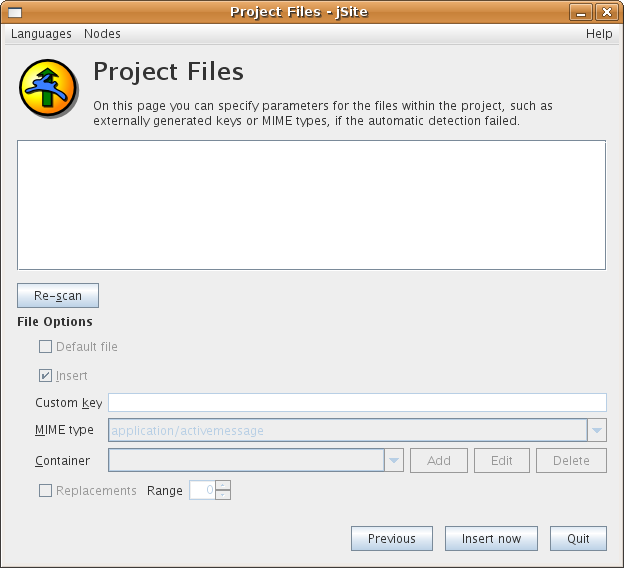 Project Files - jSite
Languages Nodes Help
Project Files
On this page you can specify parameters for the files within the project, such as
externally generated keys or MIME types, if the automatic detection failed.
Re-scan
File Options
Default file
Insert
Custom key
MIME type application/activemessage
Container Add Edit Delete
Replacements Range 0
Previous Insert now Quit